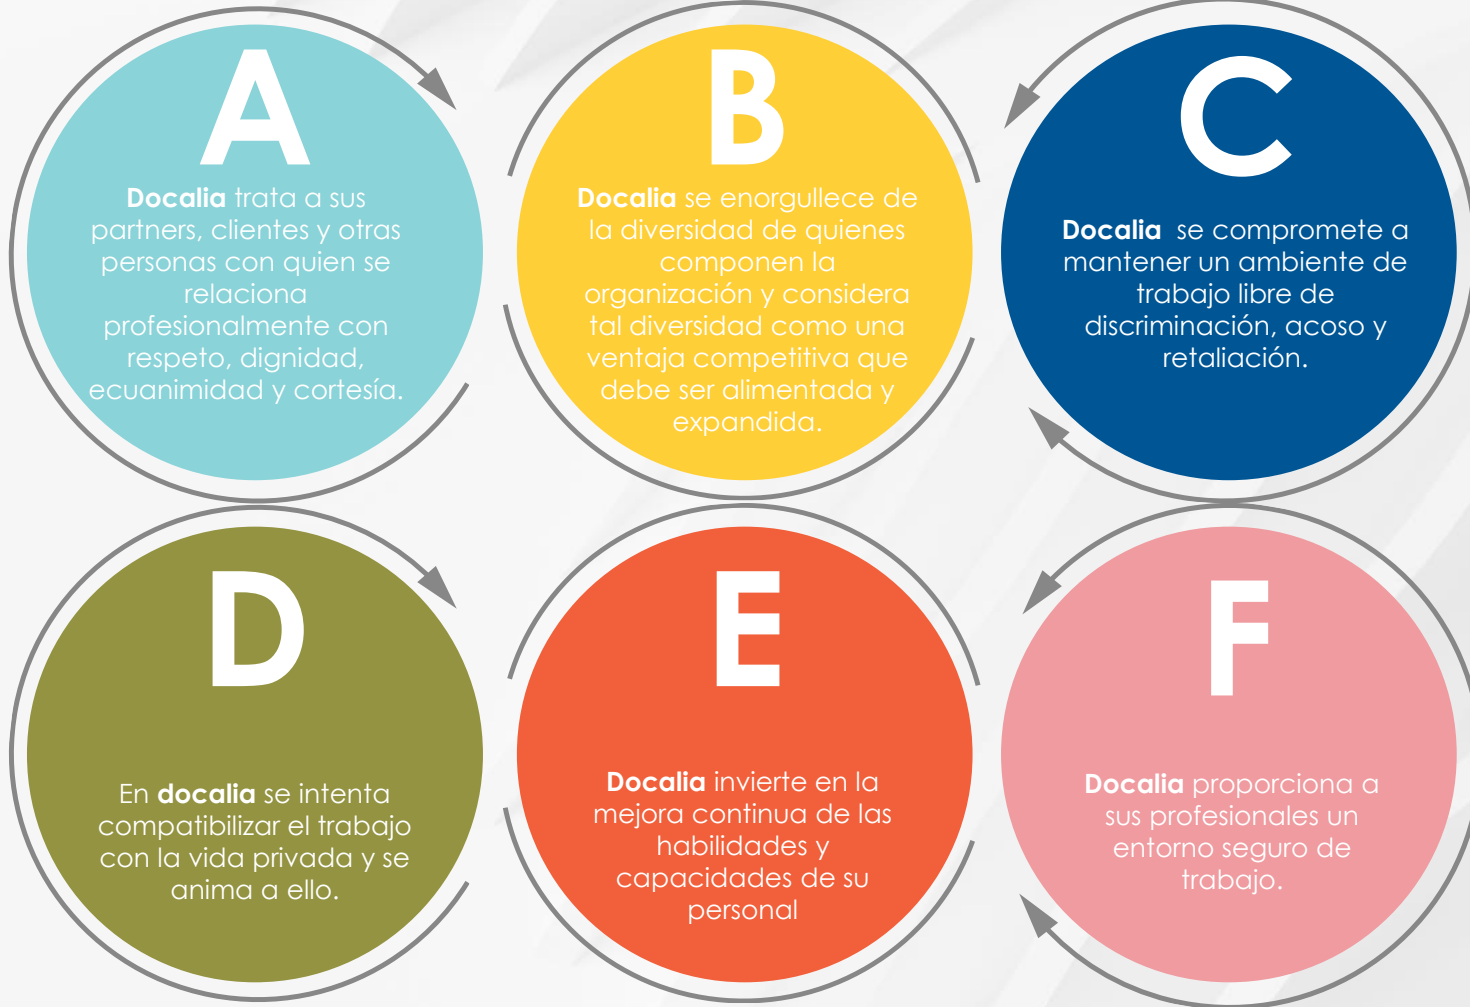 A
Docalia trata a sus
partners, clientes y otras
personas con quien se
relaciona
profesionalmente con
respeto, dignidad,
ecuanimidad y cortesía.
B
Docalia se enorgullece de
la diversidad de quienes
componen la
organización y considera
tal diversidad como una
ventaja competitiva que
debe ser alimentada y
expandida.
C
Docalia se compromete a
mantener un ambiente de
trabajo libre de
discriminación, acoso y
retaliación.
D
En docalia se intenta
compatibilizar el trabajo
con la vida privada y se
anima a ello.
E
Docalia invierte en la
mejora continua de las
habilidades y
capacidades de su
personal
F
Docalia proporciona a
sus profesionales un
entorno seguro de
trabajo.